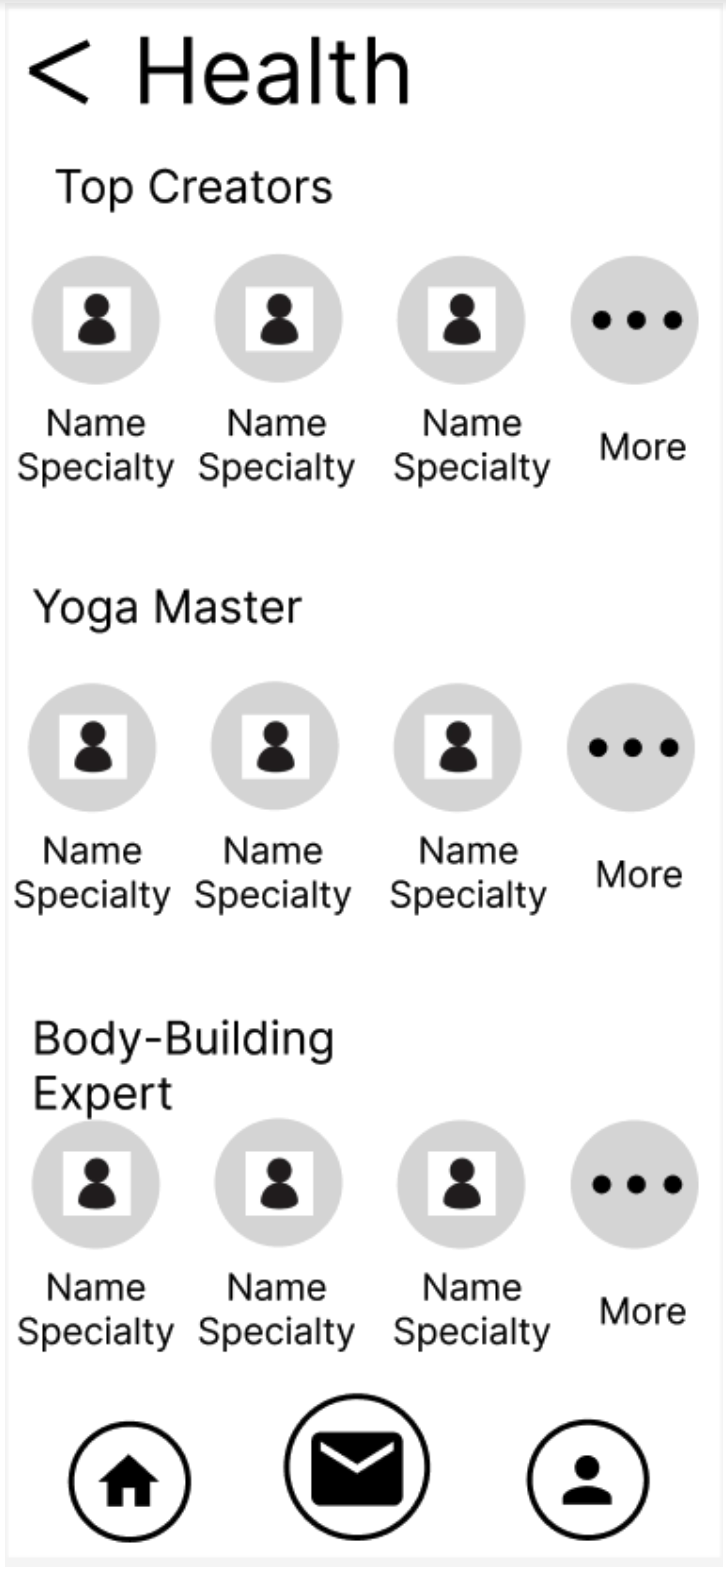 < Health
Top Creators
Name Name Name
Specialty Specialty Specialty More
Yoga Master
Name Name Name
Specialty Specialty Specialty More
Body-Building
Expert
Name Name Name
Specialty Specialty Specialty More